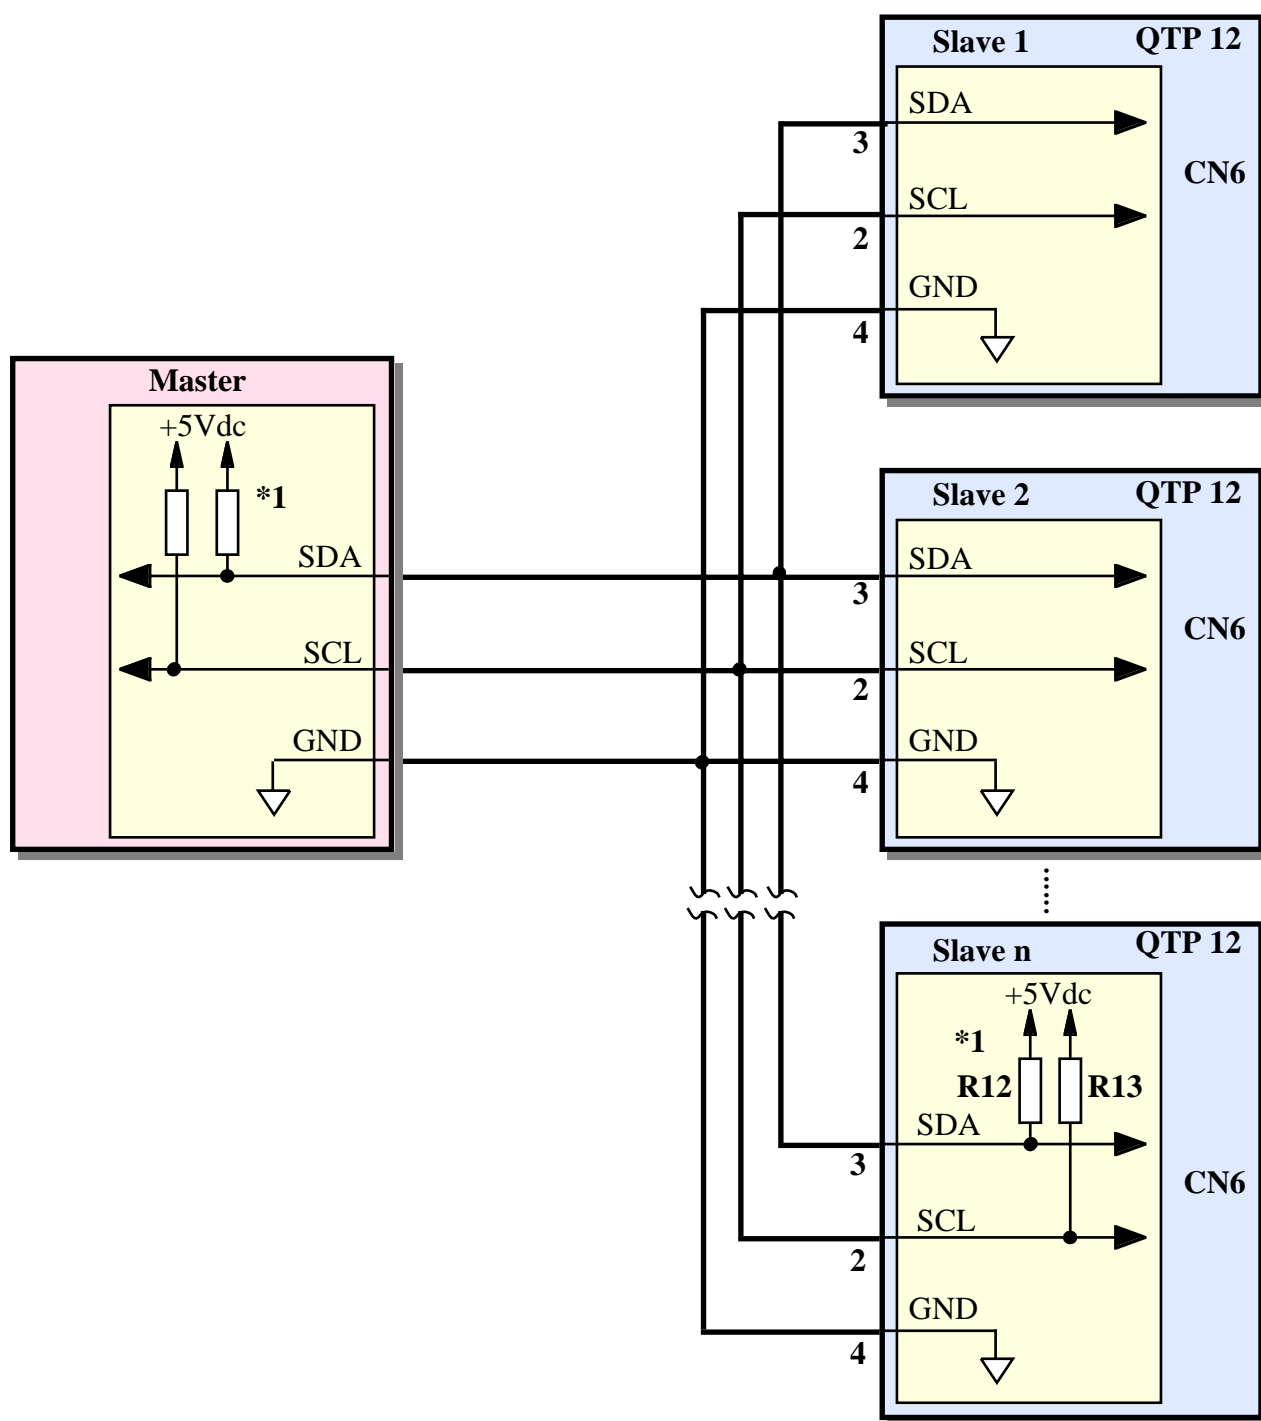 Slave 1
QTP 12
SDA
3
CN6
SCL
2
GND
4
Master
+5Vdc
*1
SDA
SCL
GND
Slave 2
QTP 12
SDA
3
CN6
SCL
2
GND
4
Slave n
QTP 12
+5Vdc
*1
R12
R13
SDA
3
CN6
SCL
2
GND
4